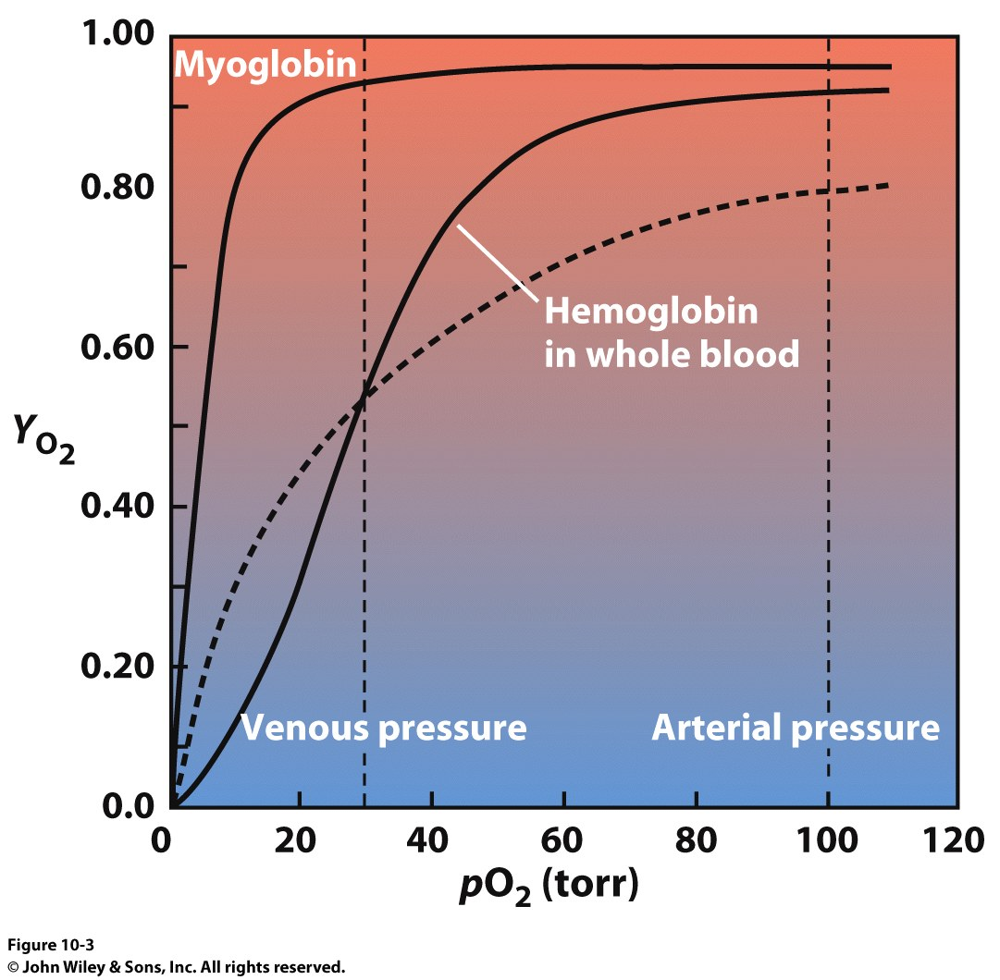 1.00
Myoglobin
0.80
0.60
Hemoglobin
in whole blood
YO₂
0.40
0.20
Venous pressure
Arterial pressure
0.0
0
20
40
60
80
100
120
pO₂ (torr)
Figure 10-3
© John Wiley & Sons, Inc. All rights reserved.